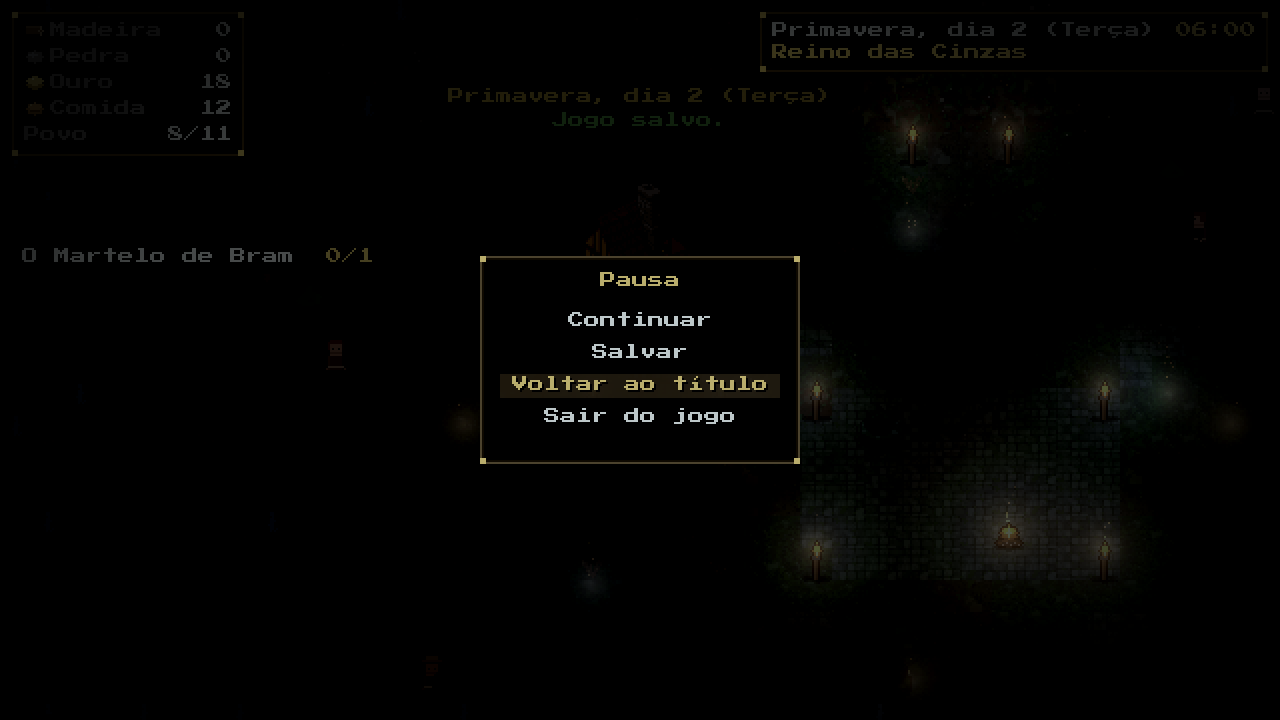 Madeira 0
Pedra 0
Ouro 18
Comida 12
Povo 8/11
Primavera, dia 2 (Terça) 06:00
Reino das Cinzas
Primavera, dia 2 (Terça)
Jogo salvo.
O Martelo de Bram 0/1
Pausa
Continuar
Salvar
Voltar ao título
Sair do jogo